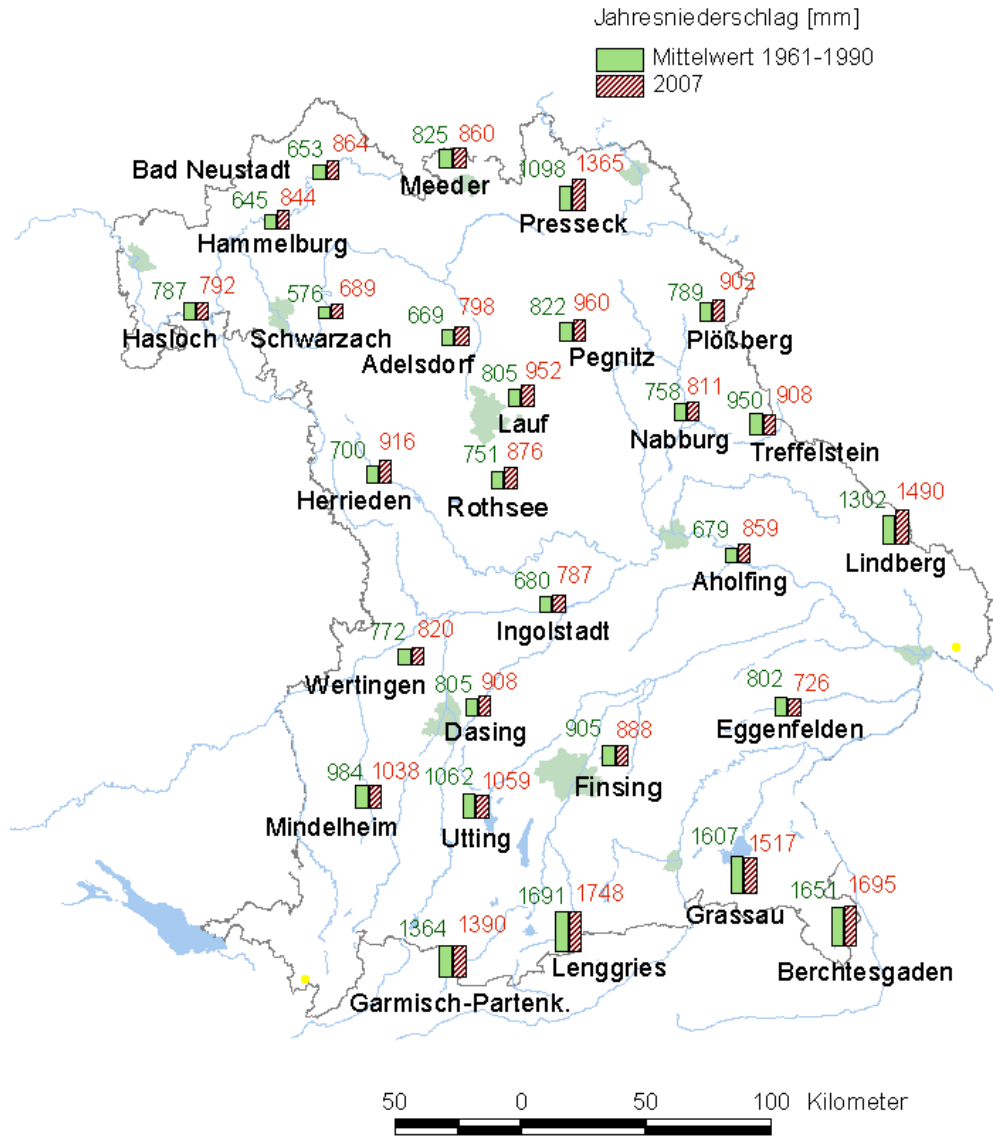 Jahresniederschlag [mm]
Mittelwert 1961-1990
2007
653 864
Bad Neustadt
825 860
Meeder
1098 1365
Presseck
645 844
Hammelburg
787 792
Hasloch
576 689
Schwarzach
669 798
Adelsdorf
822 960
Pegnitz
789 902
Plößberg
805 952
Lauf
758 811
Nabburg
950 908
Treffelstein
700 916
Herrieden
751 876
Rothsee
1302 1490
Lindberg
679 859
Aholfing
680 787
Ingolstadt
772 820
Wertingen
805 908
Dasing
802 726
Eggenfelden
905 888
Finsing
984 1038
Mindelheim
1062 1059
Utting
1607 1517
Grassau
1651 1695
Berchtesgaden
1691 1748
Lenggries
1364 1390
Garmisch-Partenk.
50 0 50 100 Kilometer